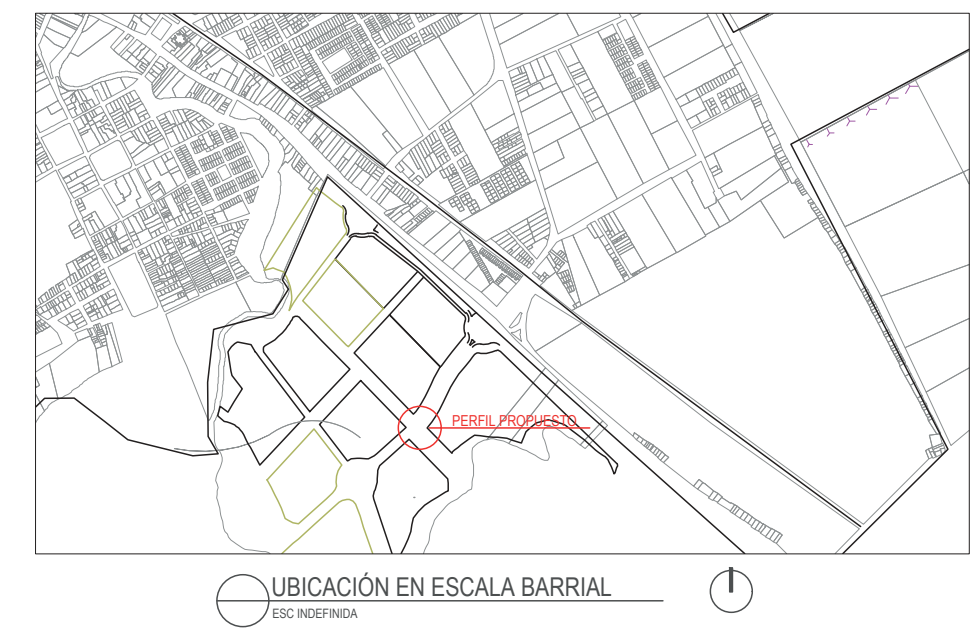 PERFIL PROPUESTO
UBICACIÓN EN ESCALA BARRIAL
ESC INDEFINIDA